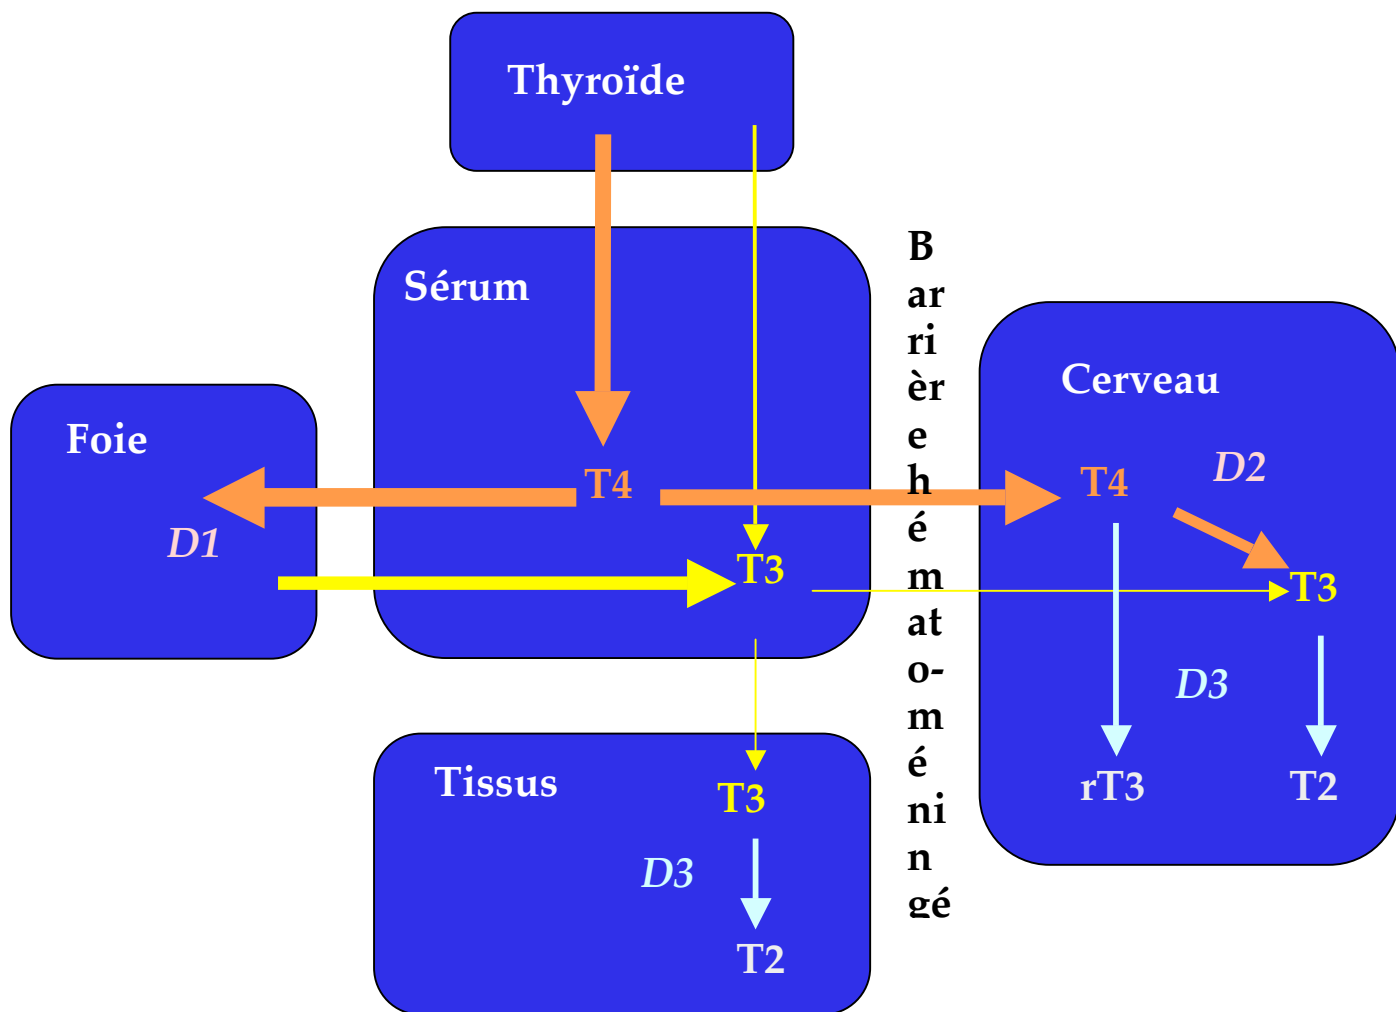 Thyroïde
Sérum
Foie
D1
T4
T3
B
ar
ri
èr
e
h
é
m
at
o-
m
é
ni
n
gé
Cerveau
T4
D2
T3
D3
rT3
T2
Tissus
T3
D3
T2